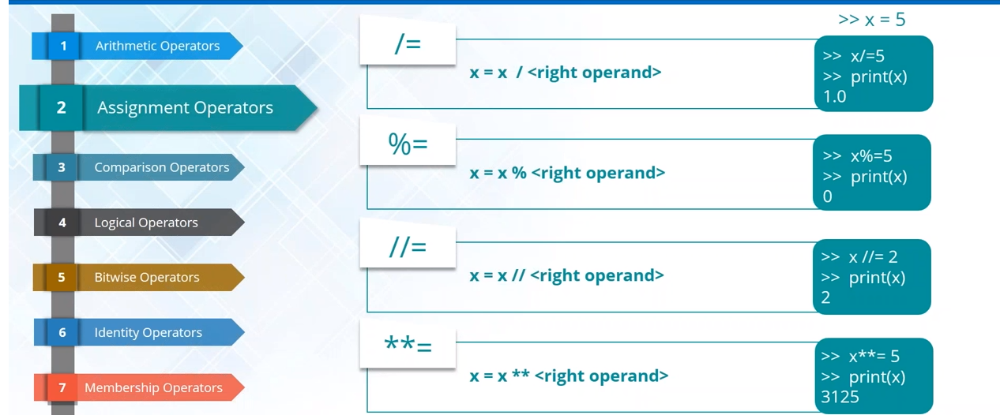 1 Arithmetic Operators
2 Assignment Operators
3 Comparison Operators
4 Logical Operators
5 Bitwise Operators
6 Identity Operators
7 Membership Operators
>> x = 5
/=
x = x / <right operand>
>> x/=5
>> print(x)
1.0
%=
x = x % <right operand>
>> x%=5
>> print(x)
0
//=
x = x // <right operand>
>> x //= 2
>> print(x)
2
**=
x = x ** <right operand>
>> x**= 5
>> print(x)
3125